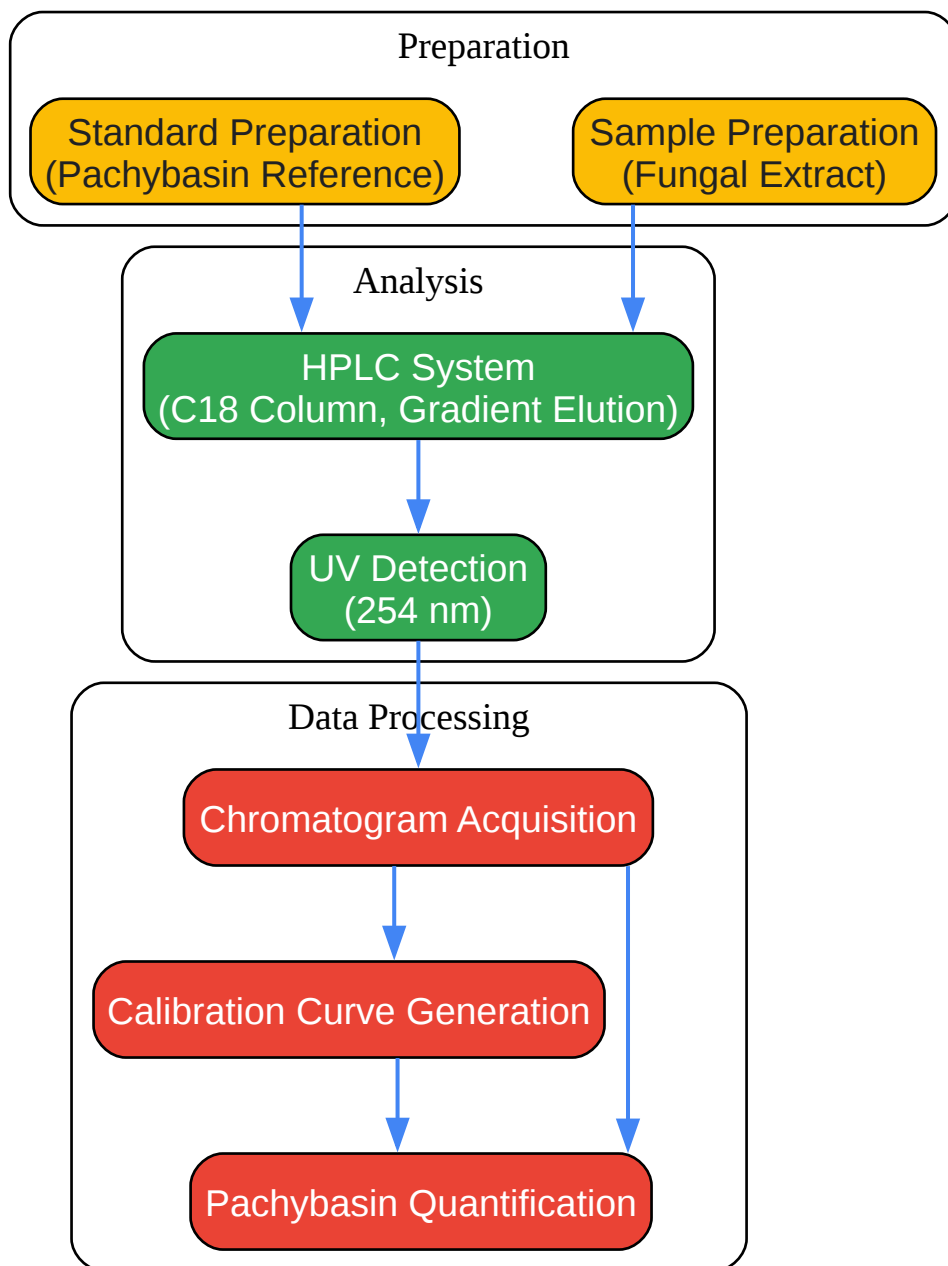 Preparation
Standard Preparation
(Pachybasin Reference)
Sample Preparation
(Fungal Extract)
Analysis
HPLC System
(C18 Column, Gradient Elution)
UV Detection
(254 nm)
Data Processing
Chromatogram Acquisition
Calibration Curve Generation
Pachybasin Quantification